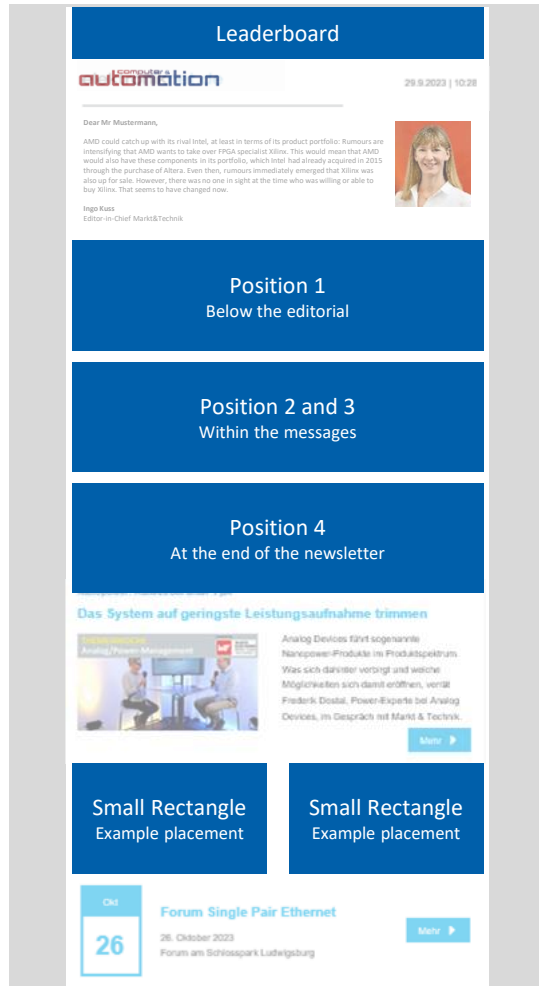 Leaderboard
computer &
automation
29.9.2023 | 10:28
Dear Mr Mustermann,
AMD could catch up with its rival Intel, at least in terms of its product portfolio: Rumours are
intensifying that AMD wants to take over FPGA specialist Xilinx. This would mean that AMD
would also have these components in its portfolio, which Intel had already acquired in 2015
through the purchase of Altera. Even then, rumours immediately emerged that Xilinx was
also up for sale. However, there was no one in sight at the time who was willing or able to
buy Xilinx. That seems to have changed now.
Ingo Kuss
Editor-in-Chief Markt&Technik
Position 1
Below the editorial
Position 2 and 3
Within the messages
Position 4
At the end of the newsletter
Das System auf geringste Leistungsaufnahme trimmen
THEMENWOCHE
Analog/Power-Management
Analog Devices führt sogenannte
Nanopower-Produkte im Produktspektrum.
Was sich dahinter verbirgt und welche
Möglichkeiten sich damit eröffnen, verrät
Frederik Dostal, Power-Experte bei Analog
Devices, im Gespräch mit Markt & Technik.
Mehr
Small Rectangle
Example placement
Small Rectangle
Example placement
Okt
26
Forum Single Pair Ethernet
26. Oktober 2023
Forum am Schlosspark Ludwigsburg
Mehr